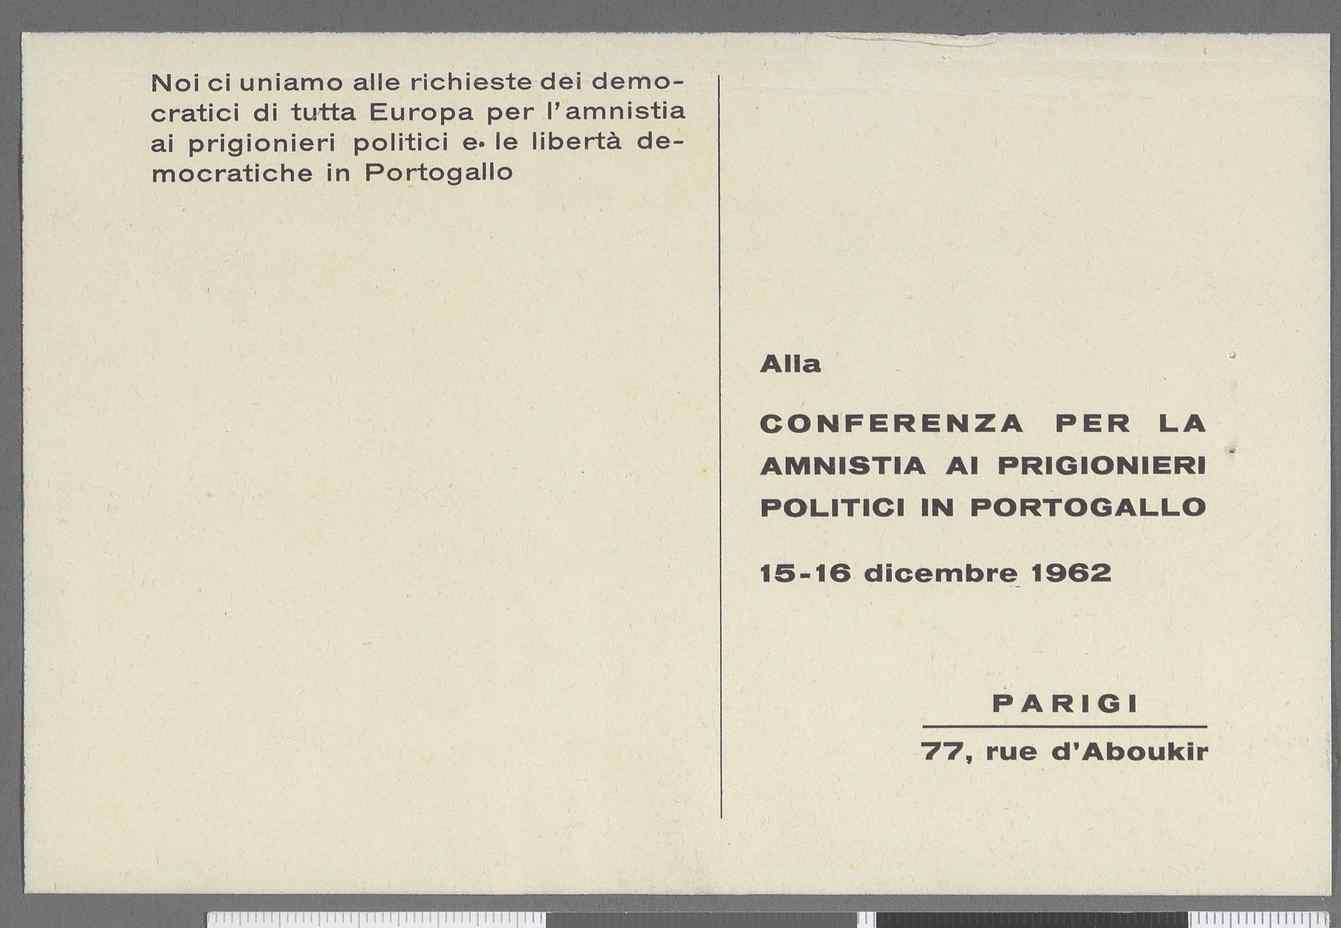 Noi ci uniamo alle richieste dei demo-
cratici di tutta Europa per l'amnistia
ai prigionieri politici e le libertà de-
mocratiche in Portogallo
Alla
CONFERENZA PER LA
AMNISTIA AI PRIGIONIERI
POLITICI IN PORTOGALLO
15-16 dicembre 1962
PARIGI
77, rue d'Aboukir